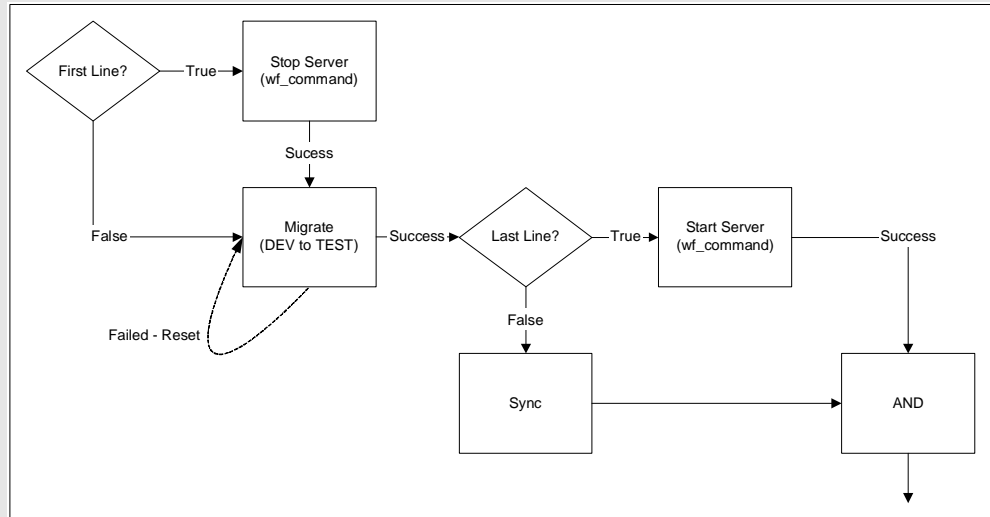 First Line?
True
Stop Server
(wf_command)
Sucess
False
Migrate
(DEV to TEST)
Success
Last Line?
True
Start Server
(wf_command)
Success
Failed - Reset
False
Sync
AND